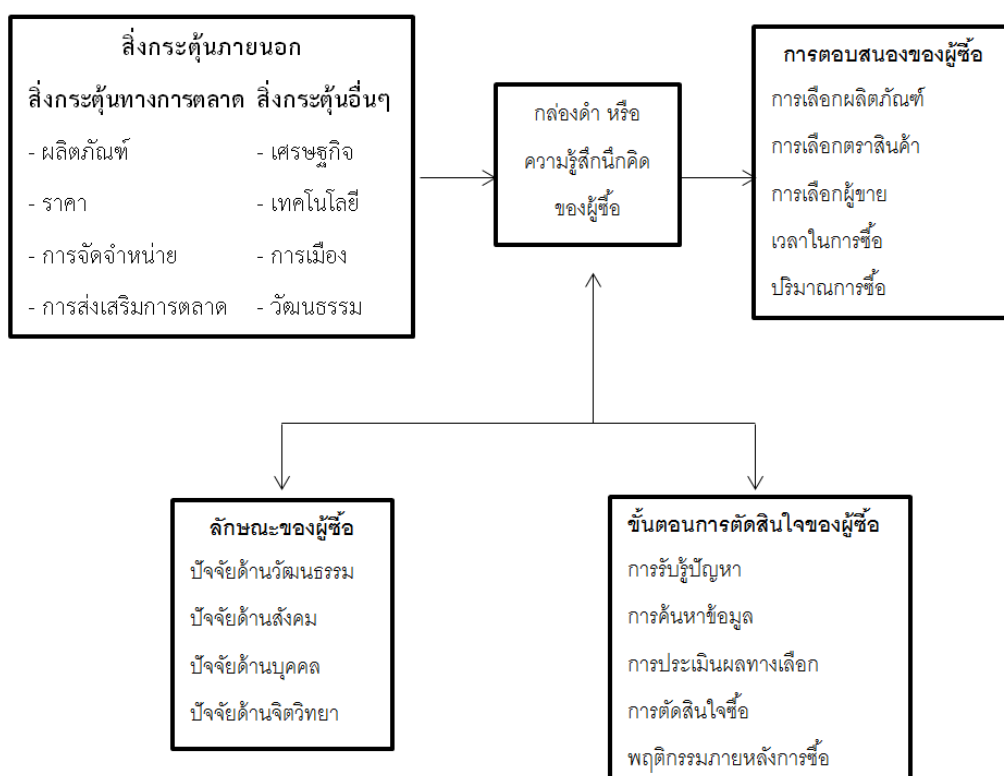 สิ่งกระตุ้นภายนอก
สิ่งกระตุ้นทางการตลาด สิ่งกระตุ้นอื่นๆ
- ผลิตภัณฑ์ - เศรษฐกิจ
- ราคา - เทคโนโลยี
- การจัดจำหน่าย - การเมือง
- การส่งเสริมการตลาด - วัฒนธรรม
กล่องดำ หรือ
ความรู้สึกนึกคิด
ของผู้ซื้อ
การตอบสนองของผู้ซื้อ
การเลือกผลิตภัณฑ์
การเลือกตราสินค้า
การเลือกผู้ขาย
เวลาในการซื้อ
ปริมาณการซื้อ
ลักษณะของผู้ซื้อ
ปัจจัยด้านวัฒนธรรม
ปัจจัยด้านสังคม
ปัจจัยด้านบุคคล
ปัจจัยด้านจิตวิทยา
ขั้นตอนการตัดสินใจของผู้ซื้อ
การรับรู้ปัญหา
การค้นหาข้อมูล
การประเมินผลทางเลือก
การตัดสินใจซื้อ
พฤติกรรมภายหลังการซื้อ